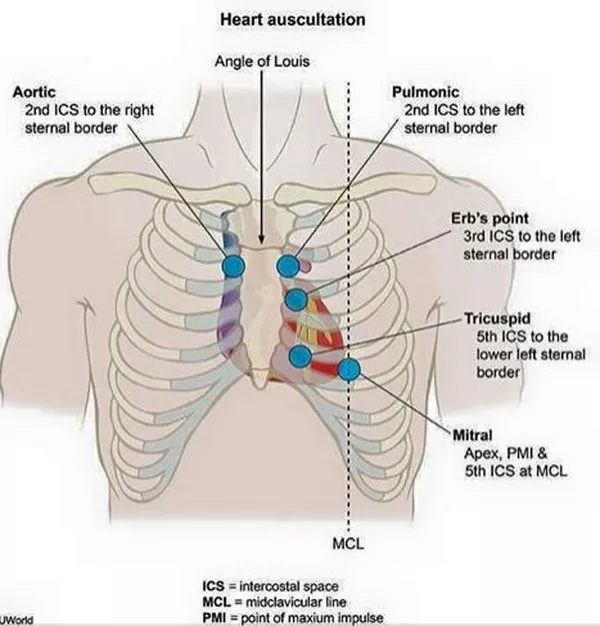 Heart auscultation
Angle of Louis
Aortic
2nd ICS to the right
sternal border
Pulmonic
2nd ICS to the left
sternal border
Erb's point
3rd ICS to the left
sternal border
Tricuspid
5th ICS to the
lower left sternal
border
Mitral
Apex, PMI &
5th ICS at MCL
MCL
ICS = intercostal space
MCL = midclavicular line
PMI = point of maxium impulse
UWorld